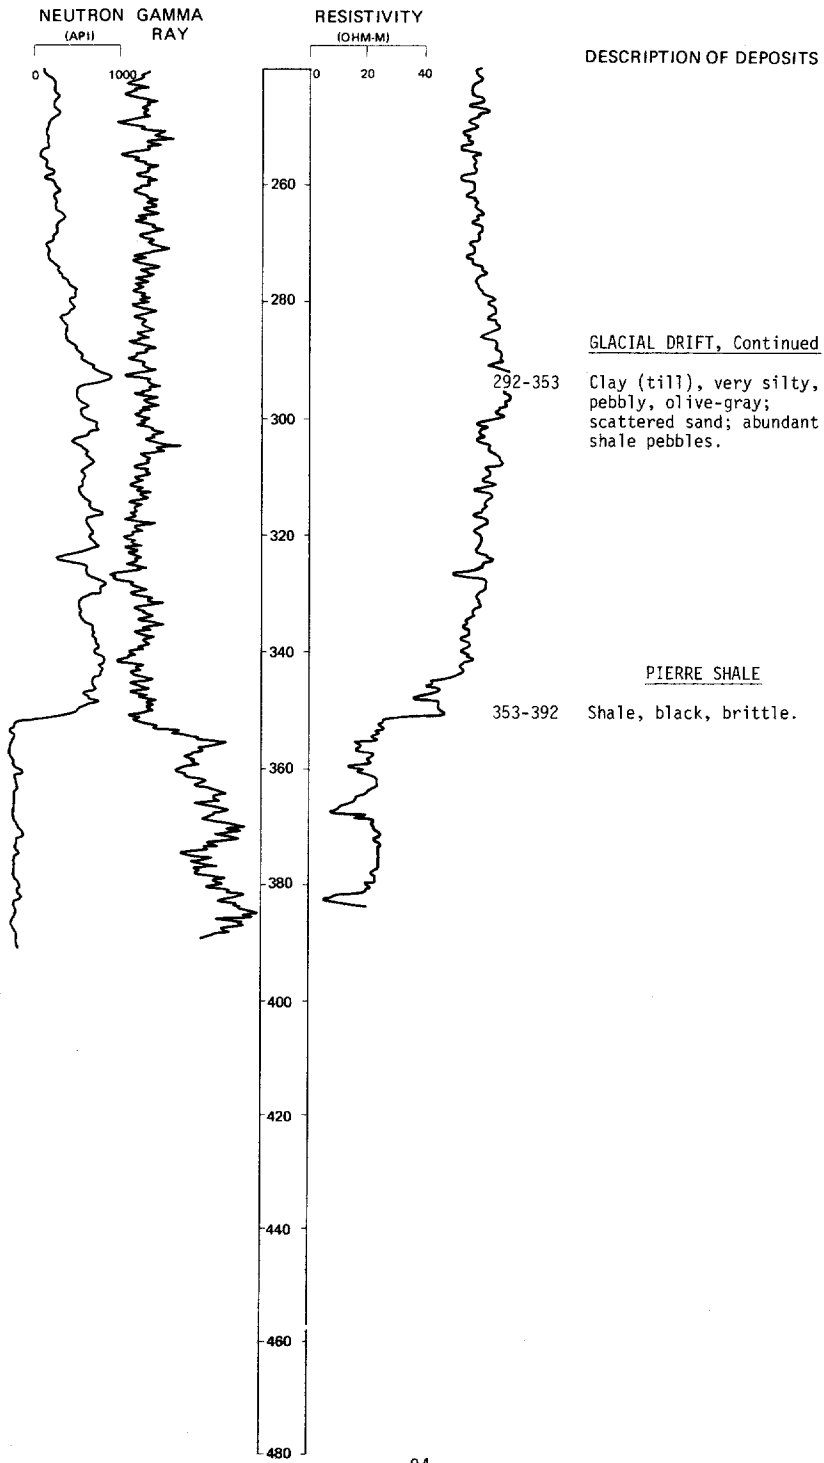 NEUTRON GAMMA RAY
(API)
0 1000
RESISTIVITY
(OHM-M)
0 20 40
DESCRIPTION OF DEPOSITS
260
280
GLACIAL DRIFT, Continued
292-353 Clay (till), very silty,
pebbly, olive-gray;
scattered sand; abundant
shale pebbles.
300
320
340
PIERRE SHALE
353-392 Shale, black, brittle.
360
380
400
420
440
460
480